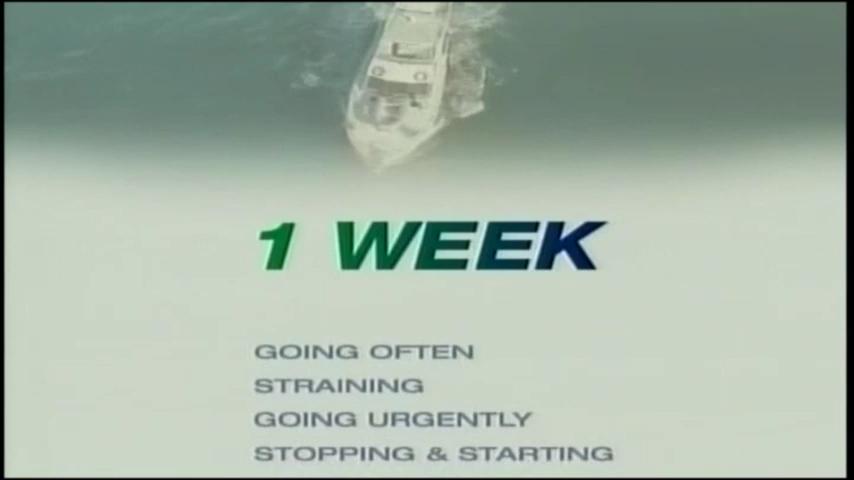 1 WEEK
GOING OFTEN
STRAINING
GOING URGENTLY
STOPPING & STARTING